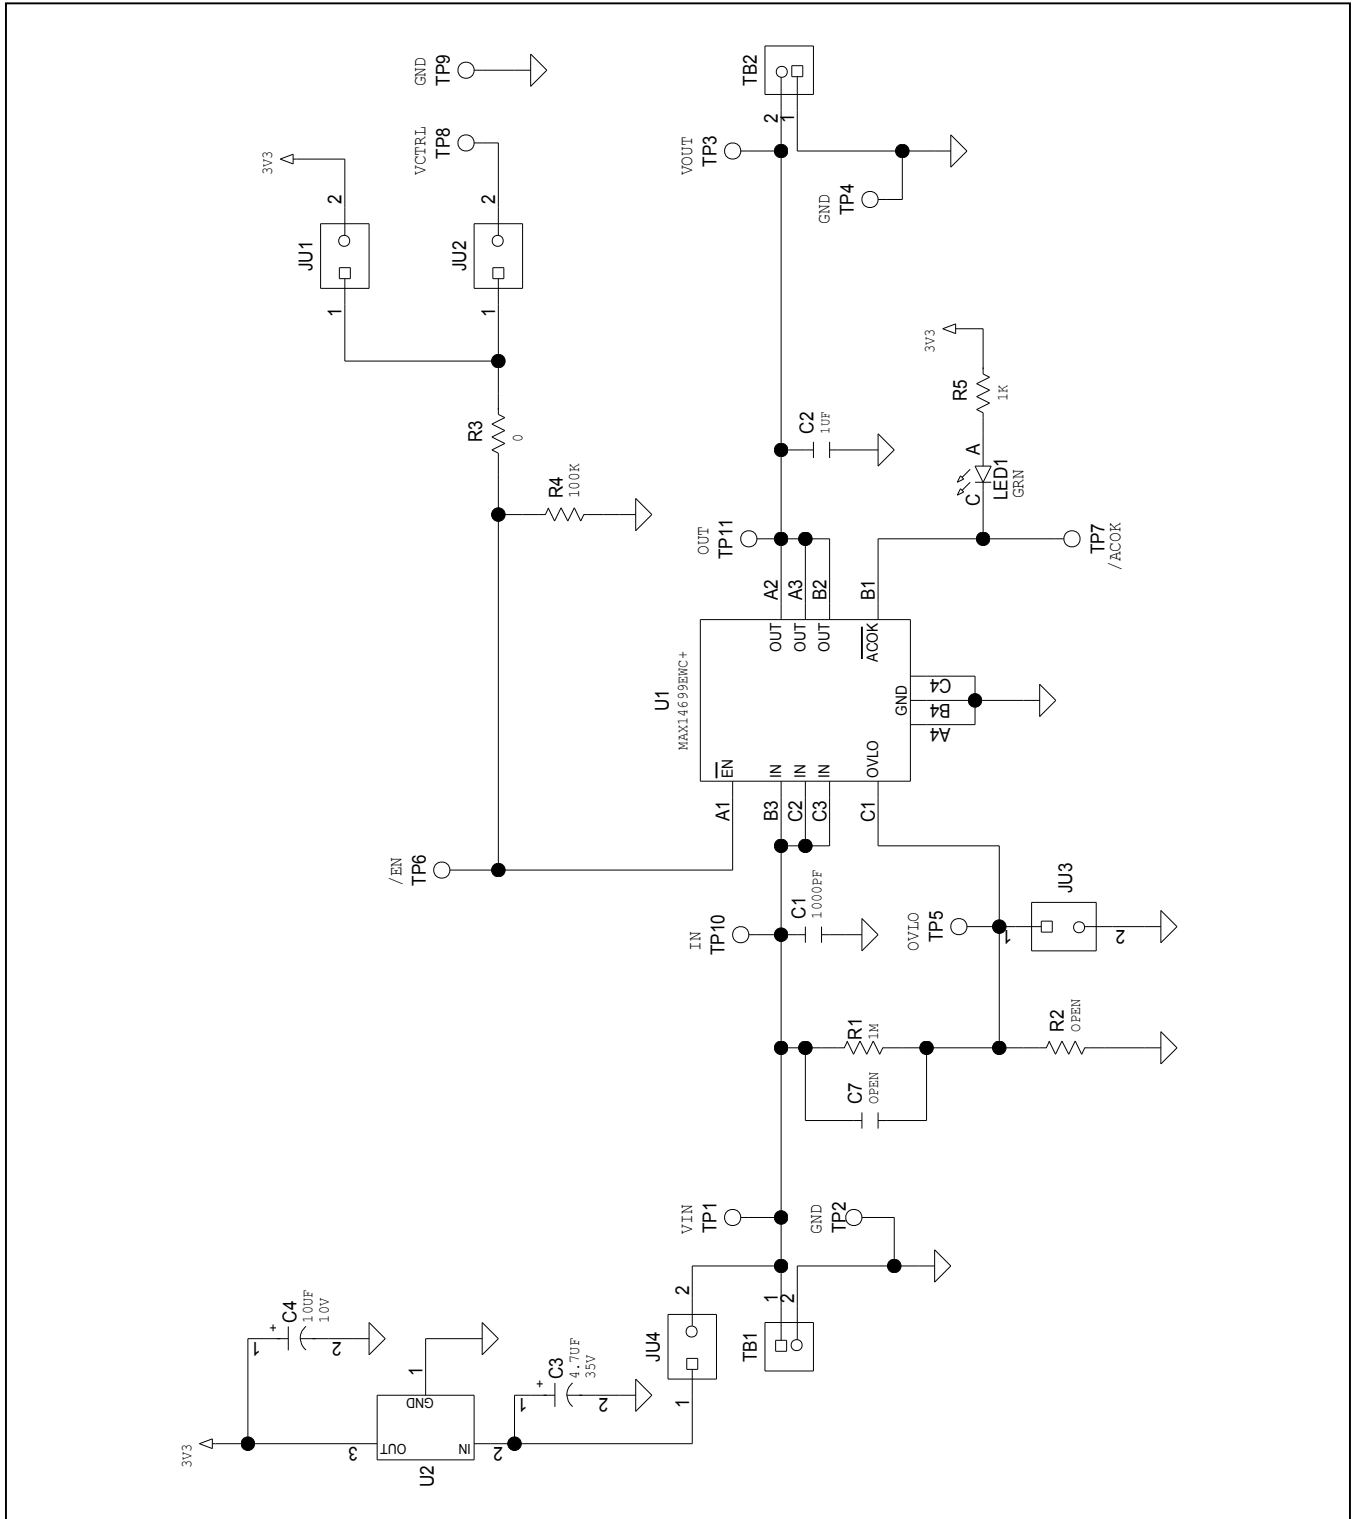 GND
TP9
VCTRL
TP8
3V3
2
JU1
1
2
JU2
1
R3
0
R4
100K
/EN
TP6
TB2
2
1
VOUT
TP3
GND
TP4
3V3
R5
1K
A
LED1
GRN
C
C2
1UF
OUT
TP11
A2
A3
B2
B1
TP7
/ACOK
U1
MAX14699EWC+
OUT
OUT
OUT
ACOK
GND
C4
B4
A4
EN
IN
IN
IN
OVLO
A1
B3
C2
C3
C1
IN
TP10
C1
1000PF
OVLO
TP5
JU3
1
2
R1
1M
C7
OPEN
R2
OPEN
VIN
TP1
GND
TP2
JU4
2
1
TB1
1
2
C4
10UF
10V
+
1
2
C3
4.7UF
35V
+
1
2
3V3
U2
OUT
GND
IN
3
1
2